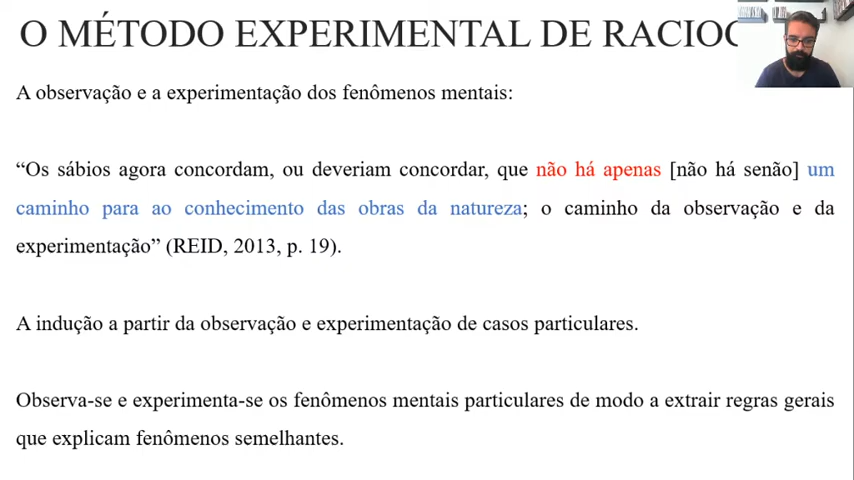 O MÉTODO EXPERIMENTAL DE
A observação e a experimentação dos fenômenos mentais:
“Os sábios agora concordam, ou deveriam concordar, que não há apenas [não há senão] um
caminho para ao conhecimento das obras da natureza; o caminho da observação e da
experimentação” (REID, 2013, p. 19).
A indução a partir da observação e experimentação de casos particulares.
Observa-se e experimenta-se os fenômenos mentais particulares de modo a extrair regras gerais
que explicam fenômenos semelhantes.